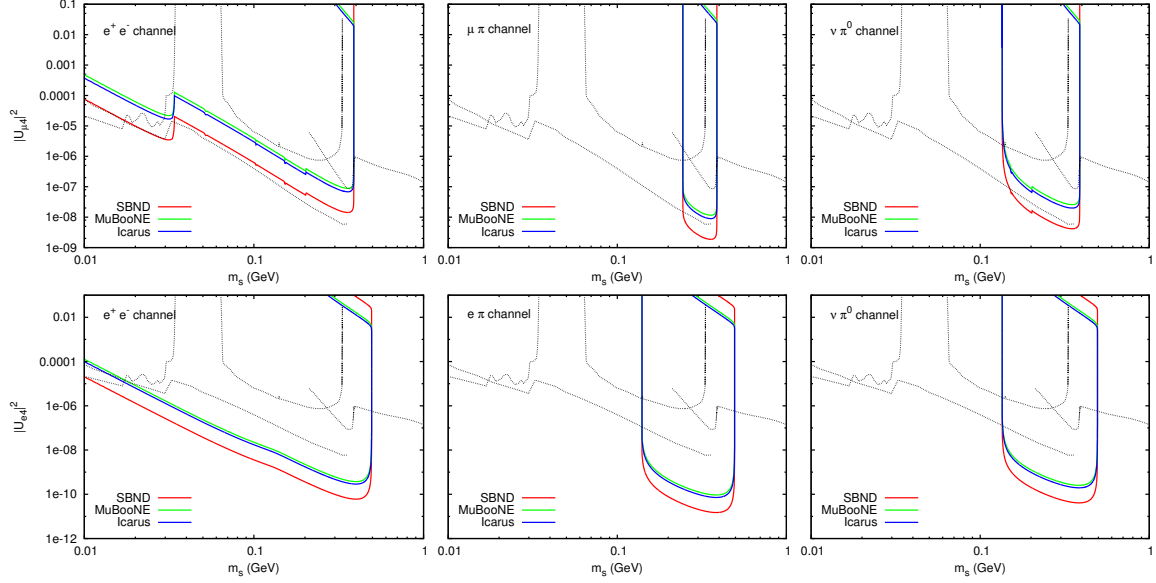 0.1
0.01
0.001
0.0001
1e-05
1e-06
1e-07
1e-08
1e-09
|U_μ4|^2
e^+ e^- channel
SBND
MuBooNE
Icarus
0.01
0.1
1
m_s (GeV)
μ π channel
SBND
MuBooNE
Icarus
0.01
0.1
1
m_s (GeV)
ν π^0 channel
SBND
MuBooNE
Icarus
0.01
0.1
1
m_s (GeV)
0.01
0.0001
1e-06
1e-08
1e-10
1e-12
|U_e4|^2
e^+ e^- channel
SBND
MuBooNE
Icarus
0.01
0.1
1
m_s (GeV)
e π channel
SBND
MuBooNE
Icarus
0.01
0.1
1
m_s (GeV)
ν π^0 channel
SBND
MuBooNE
Icarus
0.01
0.1
1
m_s (GeV)